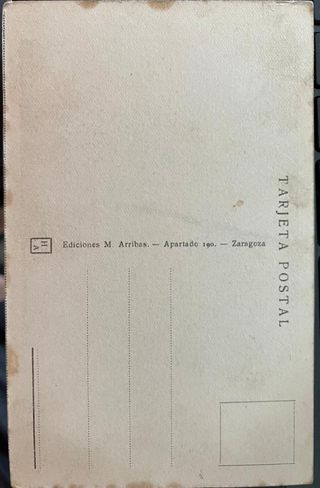 TARJETA POSTAL
Ediciones M. Arribas. — Apartado 190. — Zaragoza